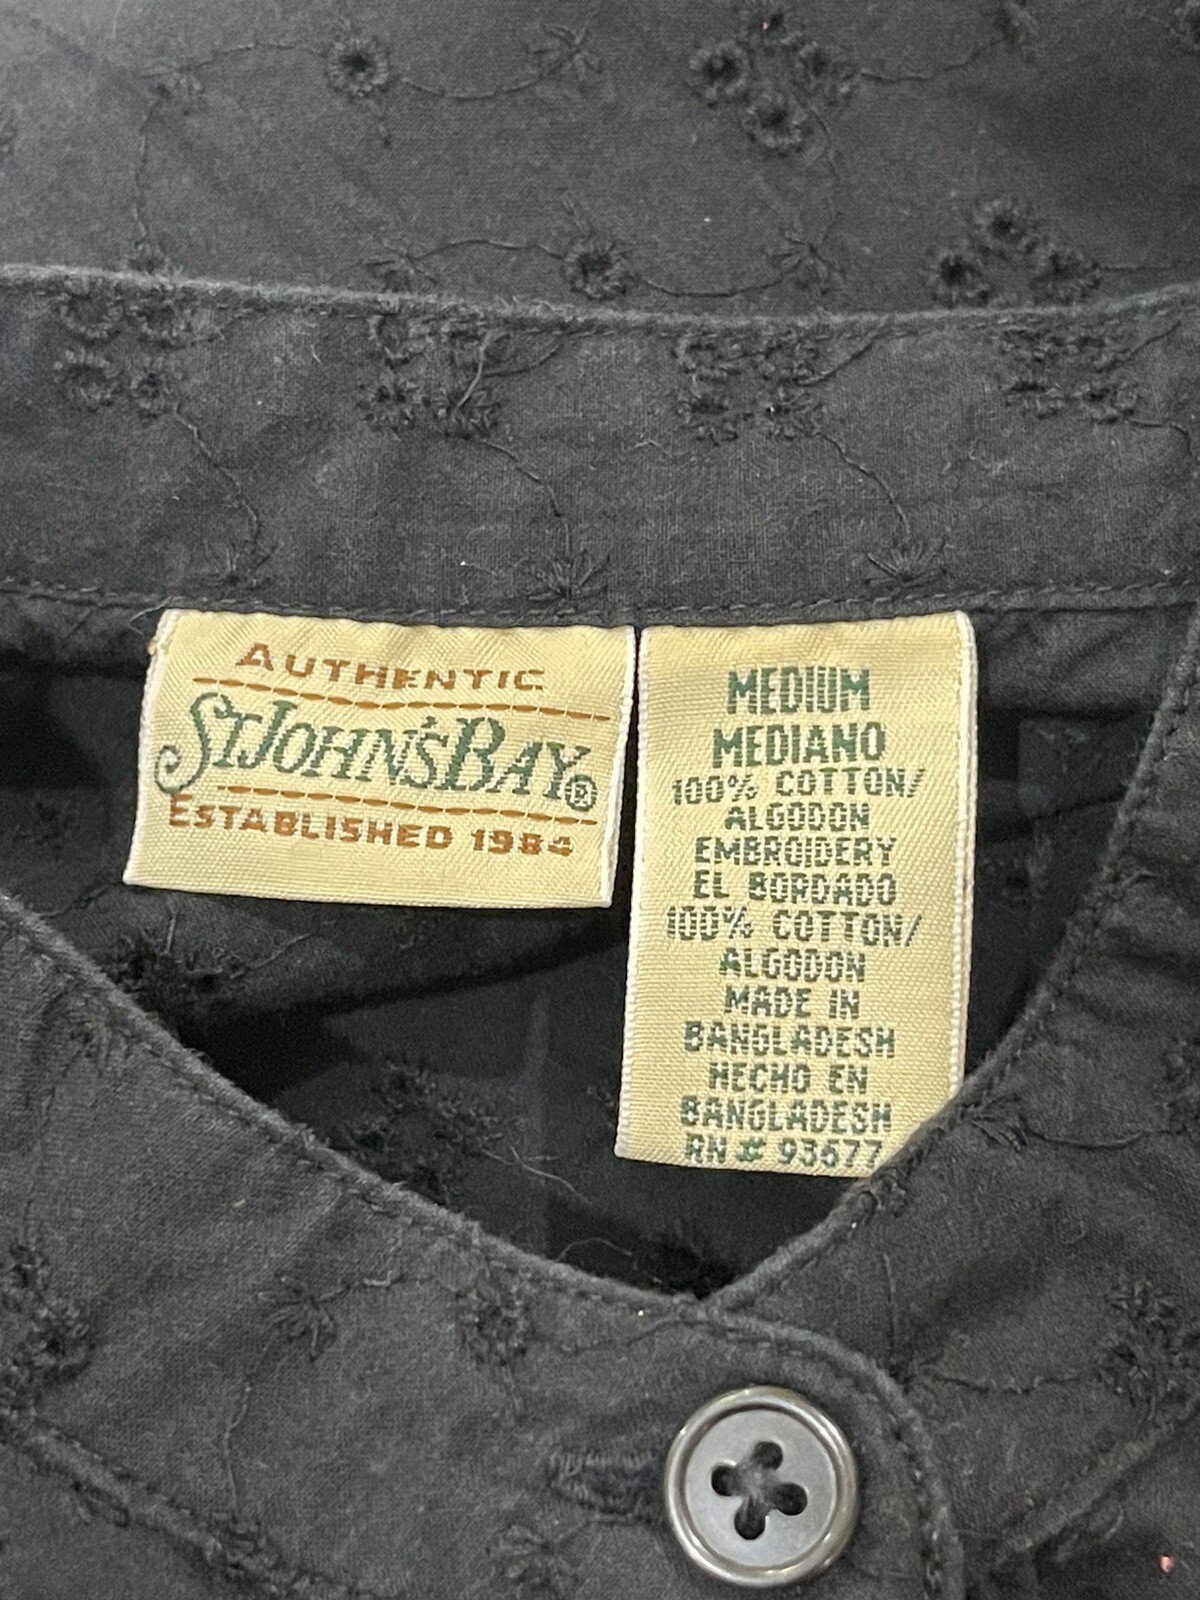 AUTHENTIC
ST. JOHN'S BAY®
ESTABLISHED 1984
MEDIUM
MEDIANO
100% COTTON/
ALGODON
EMBROIDERY
EL BORDADO
100% COTTON/
ALGODON
MADE IN
BANGLADESH
HECHO EN
BANGLADESH
RN # 93677